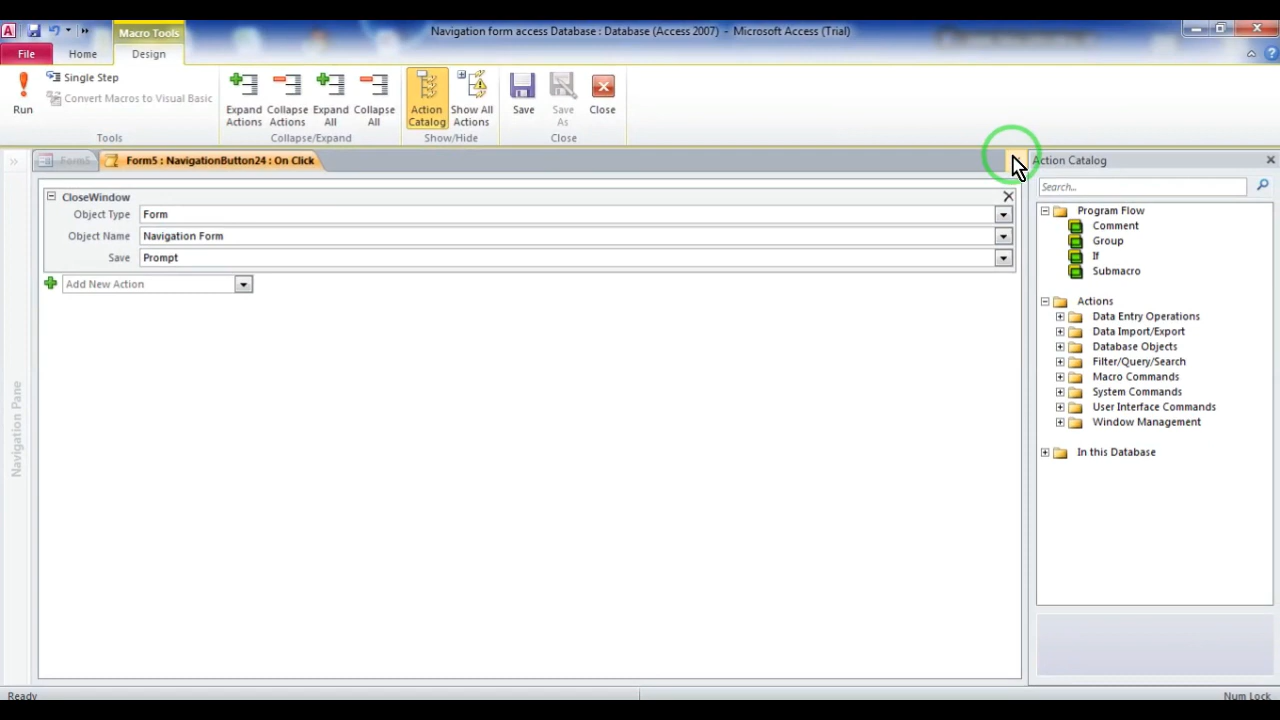 Macro Tools
Navigation form access Database : Database (Access 2007) - Microsoft Access (Trial)
File
Home
Design
Run
Single Step
Convert Macros to Visual Basic
Tools
Expand Actions
Collapse Actions
Expand All
Collapse All
Collapse/Expand
Action Catalog
Show All Actions
Show/Hide
Save
Save As
Close
Close
Form5
Form5 : NavigationButton24 : On Click
Action Catalog
Navigation Pane
CloseWindow
Object Type Form
Object Name Navigation Form
Save Prompt
Add New Action
Search...
Program Flow
Comment
Group
If
Submacro
Actions
Data Entry Operations
Data Import/Export
Database Objects
Filter/Query/Search
Macro Commands
System Commands
User Interface Commands
Window Management
In this Database
Ready
Num Lock